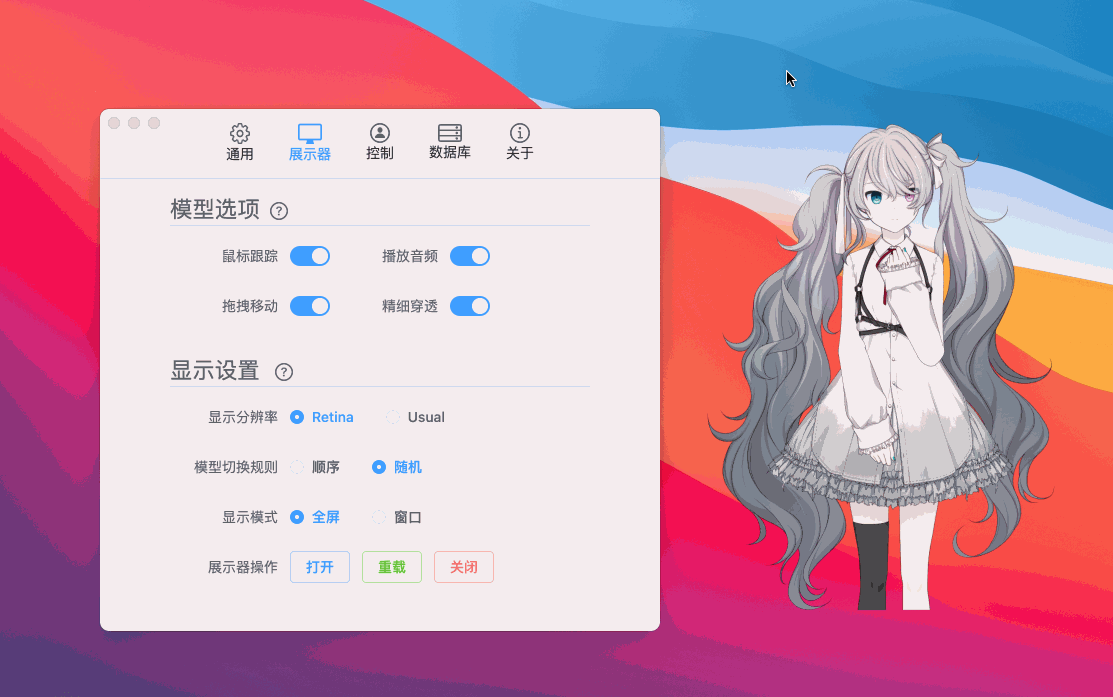 通用 展示器 控制 数据库 关于
模型选项 ?
鼠标跟踪 播放音频
拖拽移动 精细穿透
显示设置 ?
显示分辨率 Retina Usual
模型切换规则 顺序 随机
显示模式 全屏 窗口
展示器操作 打开 重载 关闭